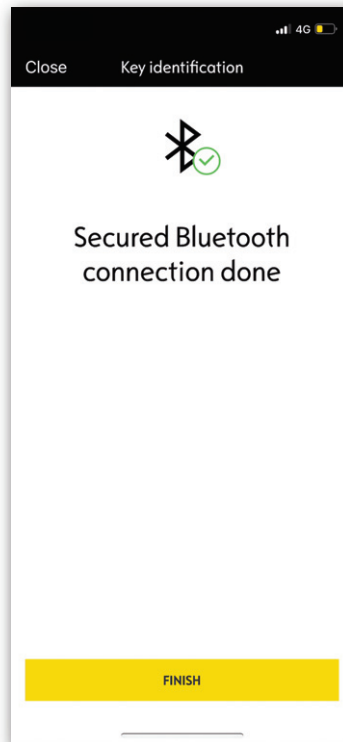 4G
Close Key identification
Secured Bluetooth
connection done
FINISH